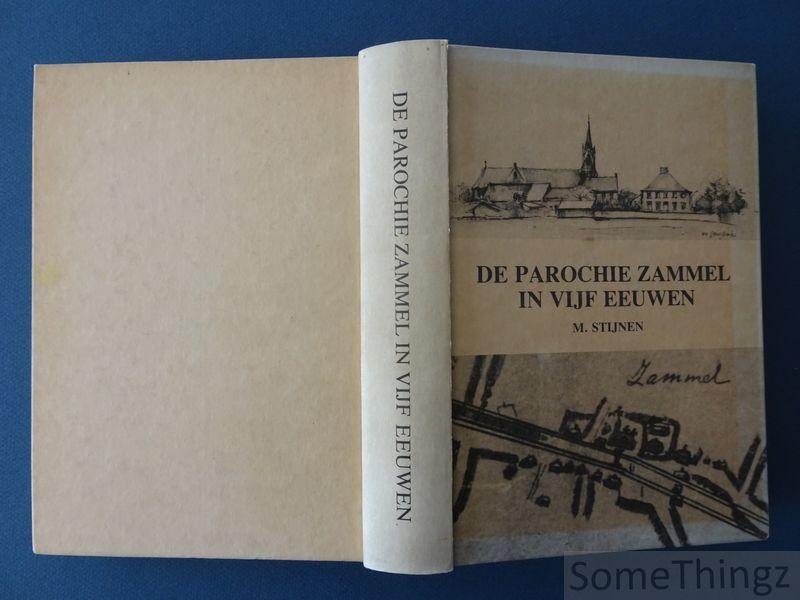 DE PAROCHIE ZAMMEL IN VIJF EEUWEN
DE PAROCHIE ZAMMEL
IN VIJF EEUWEN
M. STIJNEN
Zammel
SomeThingz